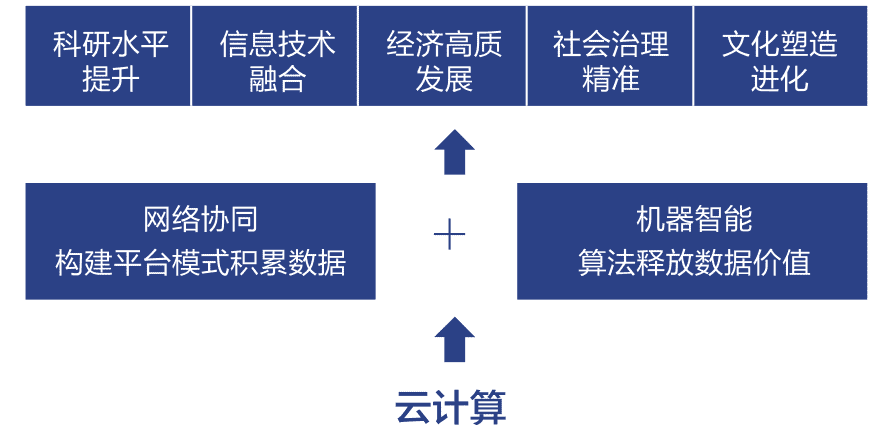 科研水平
提升
信息技术
融合
经济高质
发展
社会治理
精准
文化塑造
进化
网络协同
构建平台模式积累数据
+
机器智能
算法释放数据价值
云计算